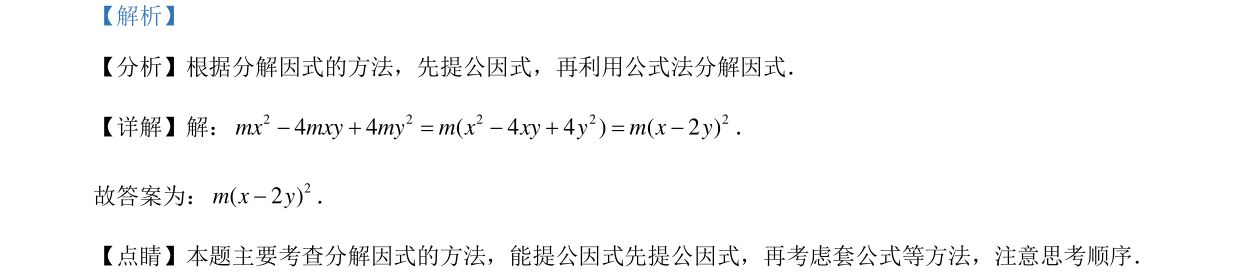 【解析】
【分析】根据分解因式的方法，先提公因式，再利用公式法分解因式．
【详解】解：mx² − 4mxy + 4my² = m(x² − 4xy + 4y²) = m(x − 2y)²．
故答案为：m(x − 2y)²．
【点睛】本题主要考查分解因式的方法，能提公因式先提公因式，再考虑套公式等方法，注意思考顺序．